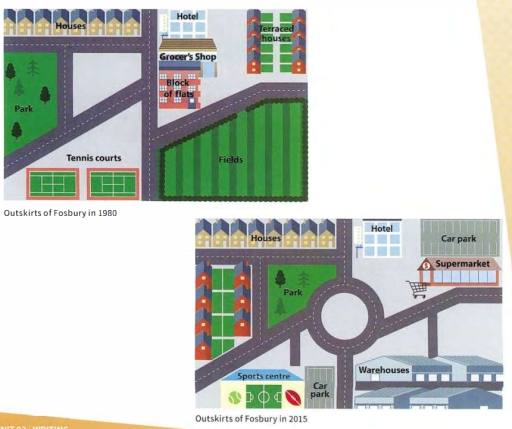 Houses
Hotel
Terraced
houses
Grocer's Shop
Block
of flats
Park
Tennis courts
Fields
Outskirts of Fosbury in 1980
Houses
Hotel
Car park
Supermarket
Park
Sports centre
Car
park
Warehouses
Outskirts of Fosbury in 2015